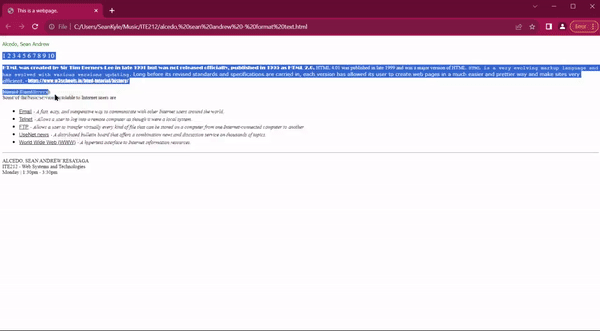 This is a webpage.
File | C:/Users/SeanKyle/Music/ITE212/alcedo,%20sean%20andrew%20-%20format%20text.html
Error
Alcedo, Sean Andrew
1 2 3 4 5 6 7 8 9 10
HTML was created by Sir Tim Berners-Lee in late 1991 but was not released officially, published in 1995 as HTML 2.0. HTML 4.01 was published in late 1999 and was a major version of HTML. HTML is a very evolving markup language and
has evolved with various versions updating. Long before its revised standards and specifications are carried in, each version has allowed its user to create web pages in a much easier and prettier way and make sites very
efficient. - https://www.w3schools.in/html-tutorial/history/
Some of the basic services available to Internet users are
Email - A fast, easy, and inexpensive way to communicate with other Internet users around the world.
Telnet - Allows a user to log into a remote computer as though it were a local system.
FTP - Allows a user to transfer virtually every kind of file that can be stored on a computer from one Internet-connected computer to another
UseNet news - A distributed bulletin board that offers a combination news and discussion service on thousands of topics.
World Wide Web (WWW) - A hypertext interface to Internet information resources.
ALCEDO, SEAN ANDREW RESAYAGA
ITE212 - Web Systems and Technologies
Monday | 1:30pm - 3:30pm